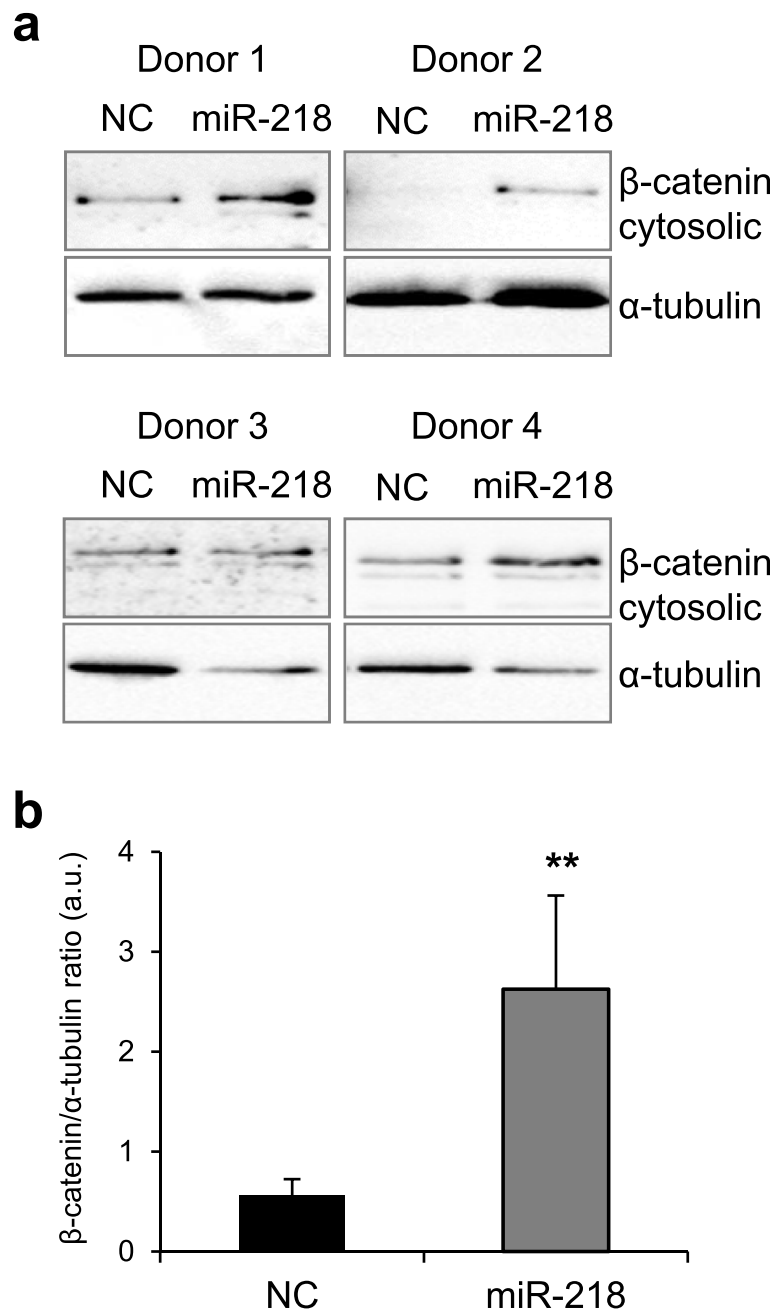 a
Donor 1 Donor 2
NC miR-218 NC miR-218
β-catenin
cytosolic
α-tubulin
Donor 3 Donor 4
NC miR-218 NC miR-218
β-catenin
cytosolic
α-tubulin
b
β-catenin/α-tubulin ratio (a.u.)
4
**
3
2
1
0
NC miR-218